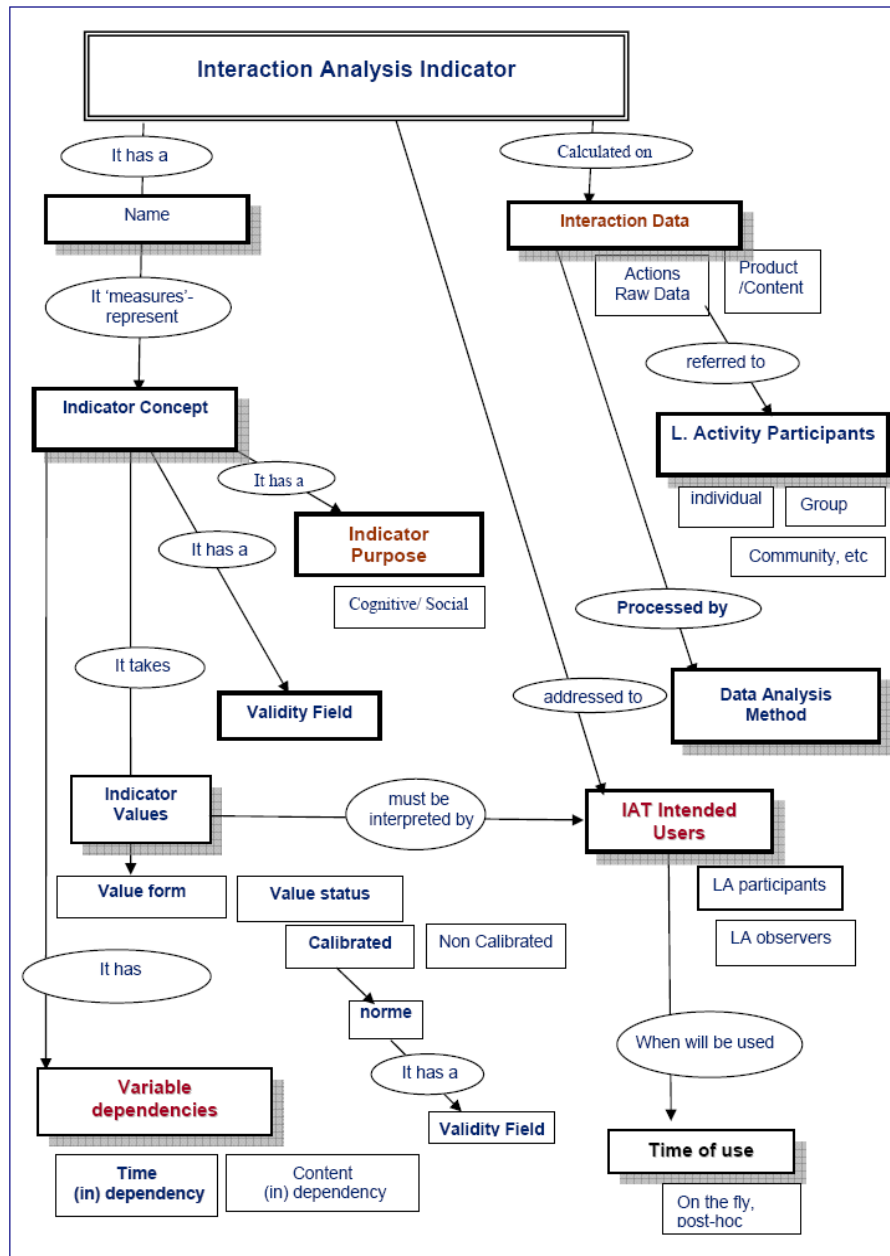 Interaction Analysis Indicator
It has a
Calculated on
Name
Interaction Data
Actions
Raw Data
Product
/Content
It ‘measures’-
represent
referred to
Indicator Concept
L. Activity Participants
individual
Group
Community, etc
It has a
It has a
Indicator
Purpose
Cognitive/ Social
Processed by
It takes
Validity Field
addressed to
Data Analysis
Method
Indicator
Values
must be
interpreted by
IAT Intended
Users
Value form
Value status
LA participants
Calibrated
Non Calibrated
LA observers
It has
norme
When will be used
It has a
Variable
dependencies
Validity Field
Time of use
Time
(in) dependency
Content
(in) dependency
On the fly,
post-hoc